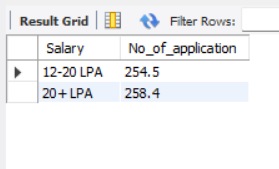 Result Grid Filter Rows:
Salary No_of_application
12-20 LPA 254.5
20+LPA 258.4